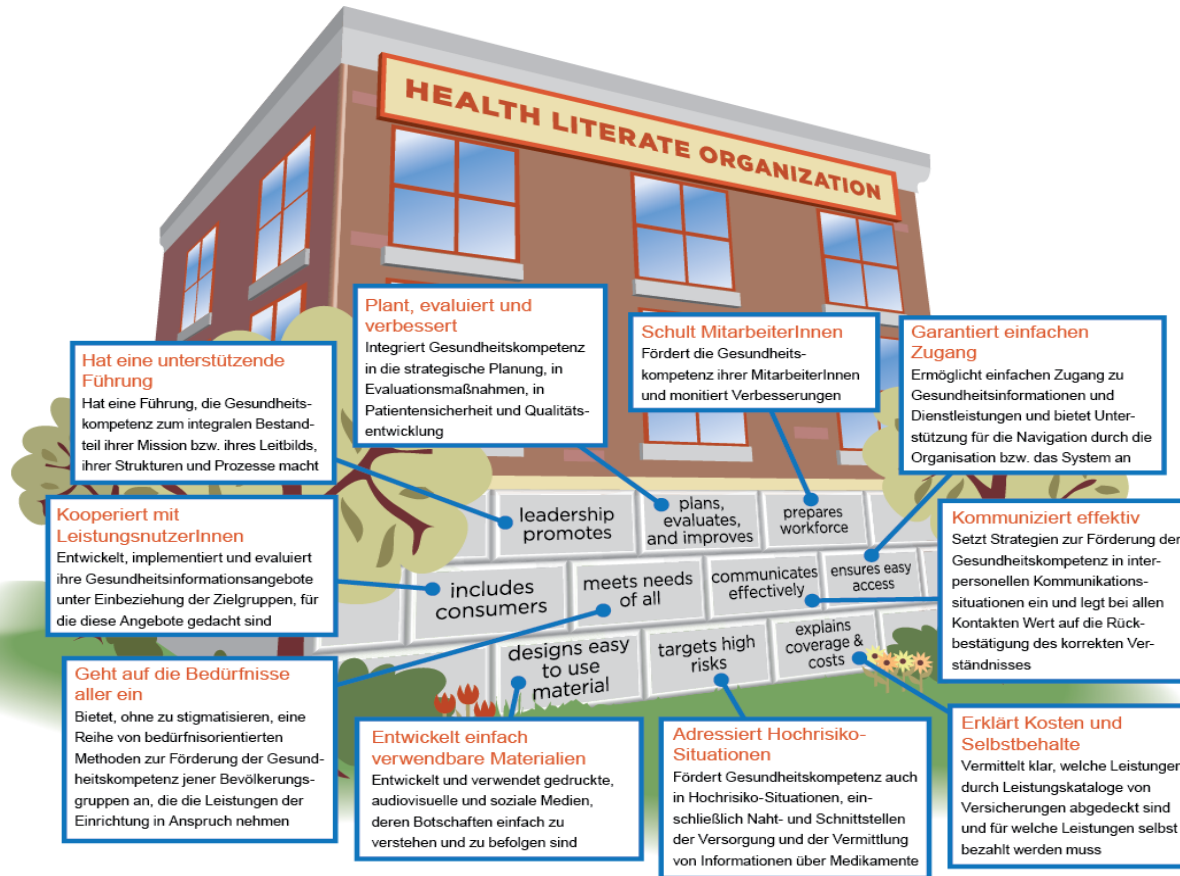 HEALTH LITERATE ORGANIZATION
Plant, evaluiert und
verbessert
Integriert Gesundheitskompetenz
in die strategische Planung, in
Evaluationsmaßnahmen, in
Patientensicherheit und Qualitäts-
entwicklung
Schult MitarbeiterInnen
Fördert die Gesundheits-
kompetenz ihrer MitarbeiterInnen
und monitiert Verbesserungen
Garantiert einfachen
Zugang
Ermöglicht einfachen Zugang zu
Gesundheitsinformationen und
Dienstleistungen und bietet Unter-
stützung für die Navigation durch die
Organisation bzw. das System an
Hat eine unterstützende
Führung
Hat eine Führung, die Gesundheits-
kompetenz zum integralen Bestand-
teil ihrer Mission bzw. ihres Leitbilds,
ihrer Strukturen und Prozesse macht
leadership
promotes
plans,
evaluates,
and improves
prepares
workforce
Kooperiert mit
LeistungsnutzerInnen
Entwickelt, implementiert und evaluiert
ihre Gesundheitsinformationsangebote
unter Einbeziehung der Zielgruppen, für
die diese Angebote gedacht sind
includes
consumers
meets needs
of all
communicates
effectively
ensures easy
access
Kommuniziert effektiv
Setzt Strategien zur Förderung der
Gesundheitskompetenz in inter-
personellen Kommunikations-
situationen ein und legt bei allen
Kontakten Wert auf die Rück-
bestätigung des korrekten Ver-
ständnisses
designs easy
to use
material
targets high
risks
explains
coverage &
costs
Geht auf die Bedürfnisse
aller ein
Bietet, ohne zu stigmatisieren, eine
Reihe von bedürfnisorientierten
Methoden zur Förderung der Gesund-
heitskompetenz jener Bevölkerungs-
gruppen an, die die Leistungen der
Einrichtung in Anspruch nehmen
Entwickelt einfach
verwendbare Materialien
Entwickelt und verwendet gedruckte,
audiovisuelle und soziale Medien,
deren Botschaften einfach zu
verstehen und zu befolgen sind
Adressiert Hochrisiko-
Situationen
Fördert Gesundheitskompetenz auch
in Hochrisiko-Situationen, ein-
schließlich Naht- und Schnittstellen
der Versorgung und der Vermittlung
von Informationen über Medikamente
Erklärt Kosten und
Selbstbehalte
Vermittelt klar, welche Leistungen
durch Leistungskataloge von
Versicherungen abgedeckt sind
und für welche Leistungen selbst
bezahlt werden muss